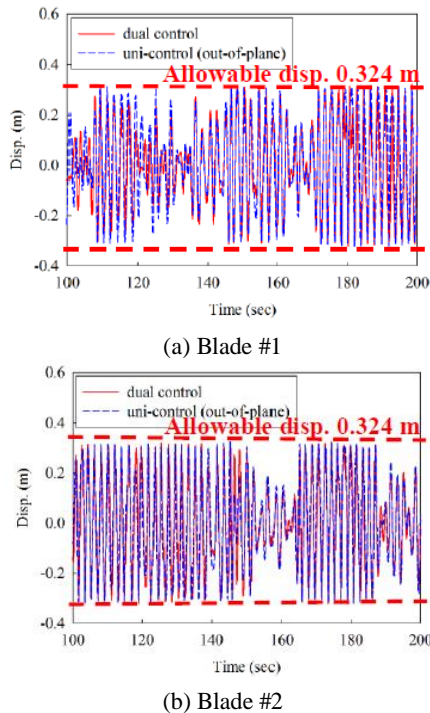 0.6
dual control
uni-control (out-of-plane)
0.4
Allowable disp. 0.324 m
0.2
Disp. (m)
0.0
-0.2
-0.4
100 120 140 160 180 200
Time (sec)
(a) Blade #1
0.6
dual control
uni-control (out-of-plane)
0.4
Allowable disp. 0.324 m
0.2
Disp. (m)
0.0
-0.2
-0.4
100 120 140 160 180 200
Time (sec)
(b) Blade #2